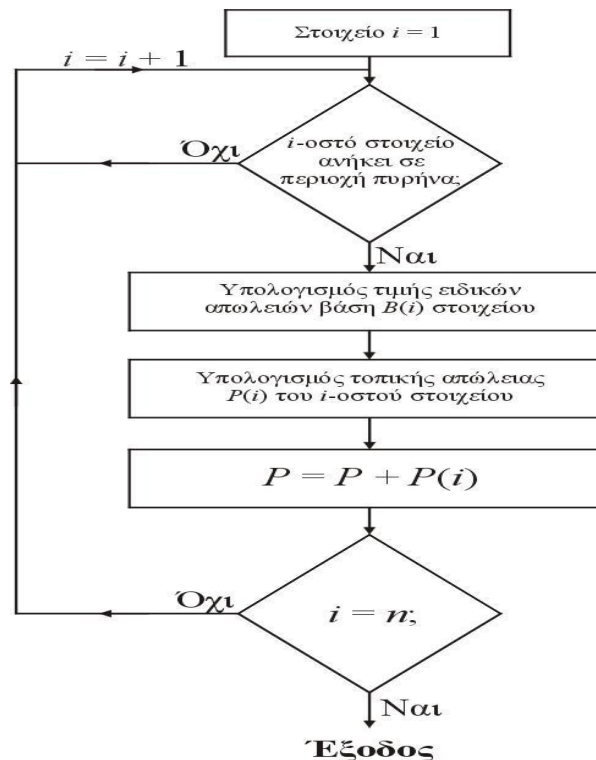 Στοιχείο i = 1
i = i + 1
Όχι
i-οστό στοιχείο
ανήκει σε
περιοχή πυρήνα;
Ναι
Υπολογισμός τιμής ειδικών
απωλειών βάση B(i) στοιχείου
Υπολογισμός τοπικής απώλειας
P(i) του i-οστού στοιχείου
P = P + P(i)
Όχι
i = n;
Ναι
Έξοδος